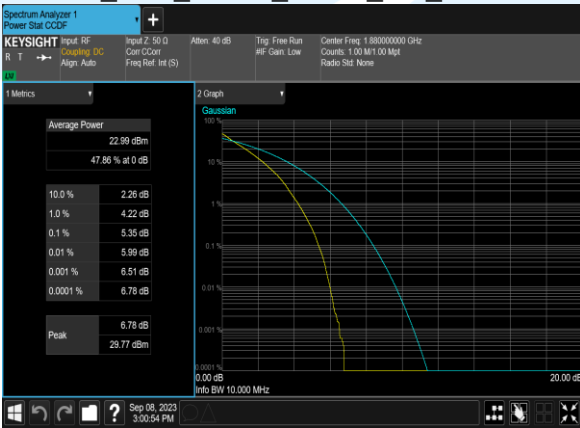 Spectrum Analyzer 1
Power Stat CCDF
+
KEYSIGHT
R T
LU
Input: RF
Coupling: DC
Align: Auto
Input Z: 50 Ω
Corr CCorr
Freq Ref: Int (S)
Atten: 40 dB
Trig: Free Run
#IF Gain: Low
Center Freq: 1.880000000 GHz
Counts: 1.00 M/1.00 Mpt
Radio Std: None
1 Metrics
Average Power
22.99 dBm
47.86 % at 0 dB
10.0 % 2.26 dB
1.0 % 4.22 dB
0.1 % 5.35 dB
0.01 % 5.99 dB
0.001 % 6.51 dB
0.0001 % 6.78 dB
Peak
6.78 dB
29.77 dBm
2 Graph
Gaussian
100 %
10 %
1 %
0.1 %
0.01 %
0.001 %
0.0001 %
0.00 dB
20.00 dB
Info BW 10.000 MHz
?
Sep 08, 2023
3:00:54 PM